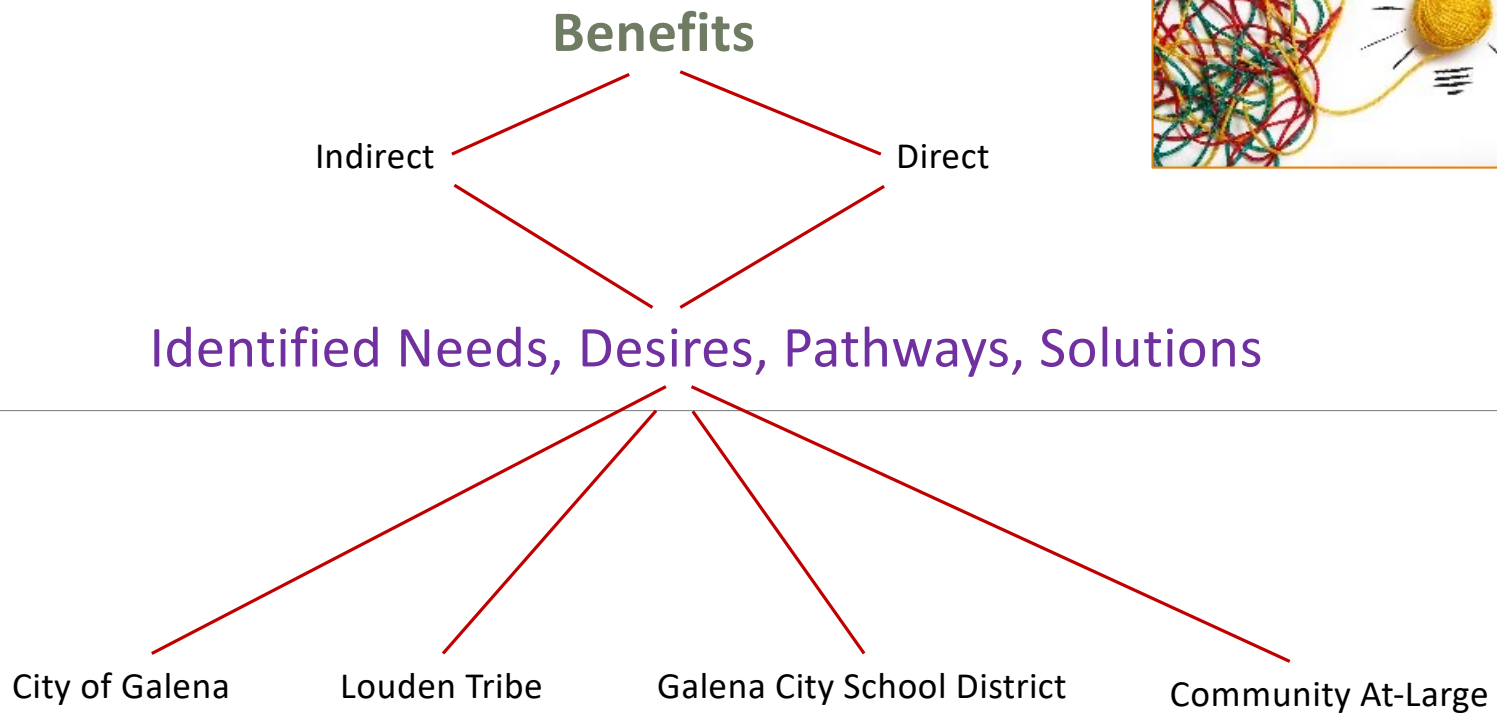 Benefits
Indirect
Direct
Identified Needs, Desires, Pathways, Solutions
City of Galena
Louden Tribe
Galena City School District
Community At-Large